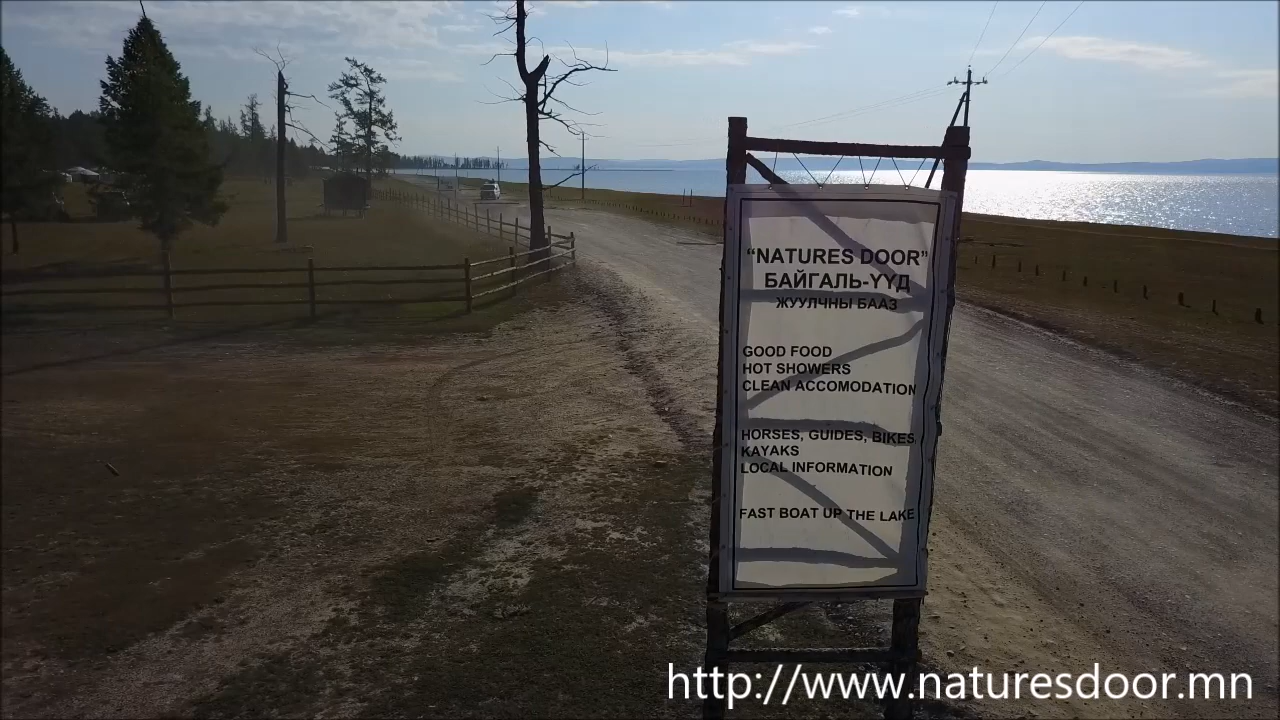 “NATURES DOOR”
БАЙГАЛЬ-ҮҮД
ЖУУЛЧНЫ БААЗ
GOOD FOOD
HOT SHOWERS
CLEAN ACCOMODATION
HORSES, GUIDES, BIKES
KAYAKS
LOCAL INFORMATION
FAST BOAT UP THE LAKE
http://www.naturesdoor.mn